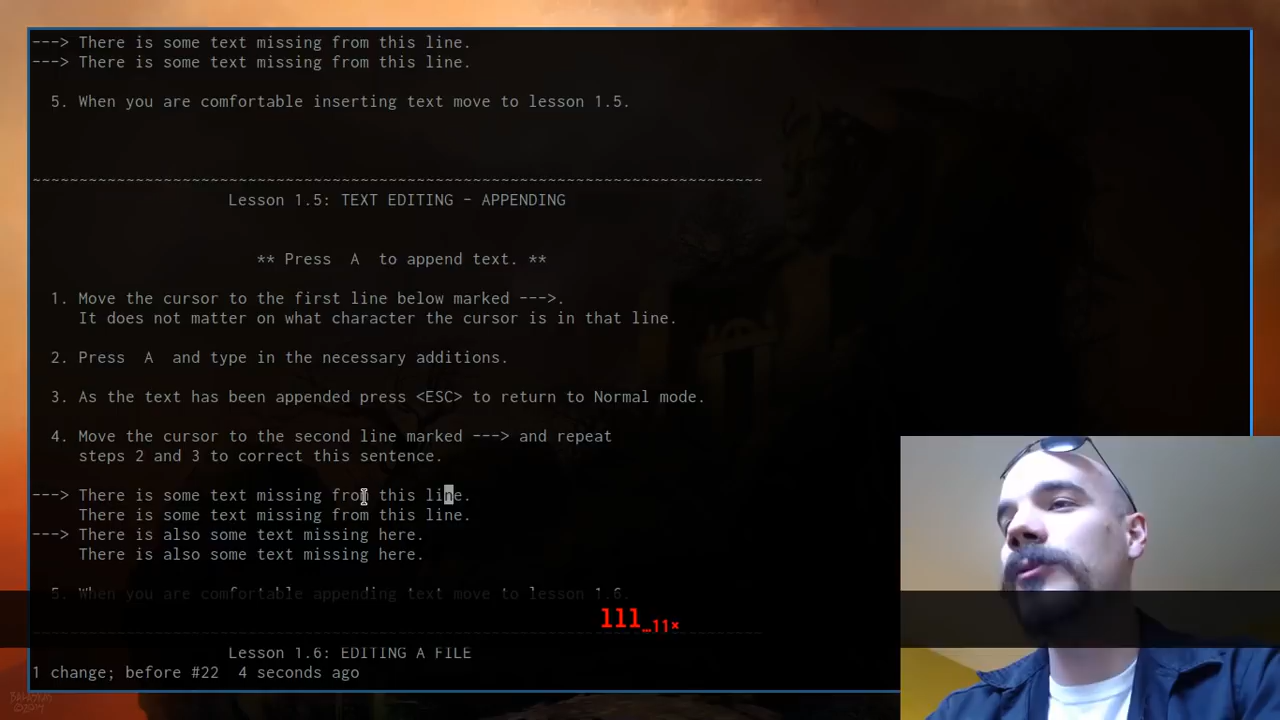 ---> There is some text missing from this line.
---> There is some text missing from this line.
5. When you are comfortable inserting text move to lesson 1.5.
~~~~~~~~~~~~~~~~~~~~~~~~~~~~~~~~~~~~~~~~~~~~~~~~~~~~~~~~~~~~~~~~~~~~~~~~~~~~~~
Lesson 1.5: TEXT EDITING - APPENDING
** Press  A  to append text. **
1. Move the cursor to the first line below marked --->.
It does not matter on what character the cursor is in that line.
2. Press  A  and type in the necessary additions.
3. As the text has been appended press <ESC> to return to Normal mode.
4. Move the cursor to the second line marked ---> and repeat
steps 2 and 3 to correct this sentence.
---> There is some text missing from this line.
There is some text missing from this line.
---> There is also some text missing here.
There is also some text missing here.
5. When you are comfortable appending text move to lesson 1.6.
lll…11×
Lesson 1.6: EDITING A FILE
1 change; before #22  4 seconds ago